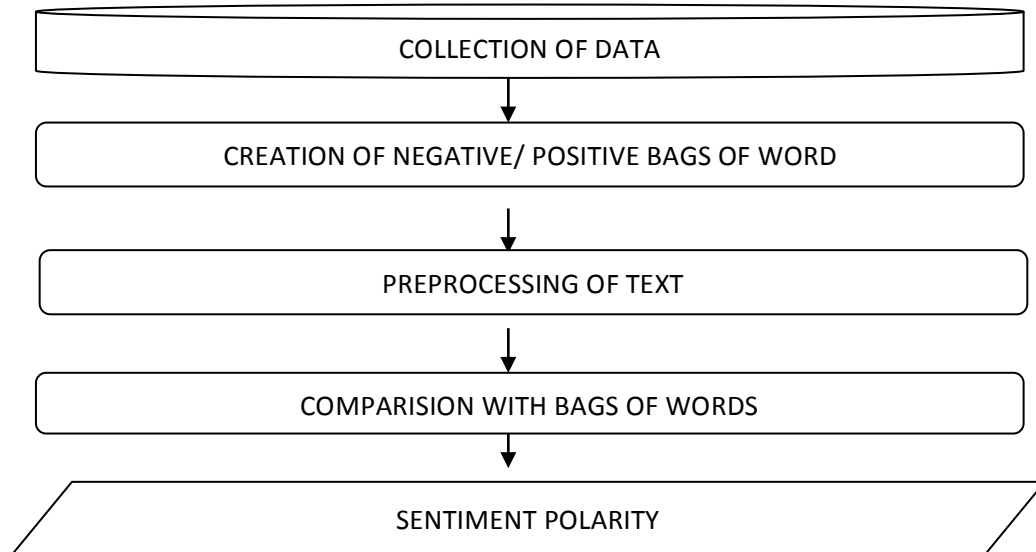 COLLECTION OF DATA
CREATION OF NEGATIVE/ POSITIVE BAGS OF WORD
PREPROCESSING OF TEXT
COMPARISION WITH BAGS OF WORDS
SENTIMENT POLARITY